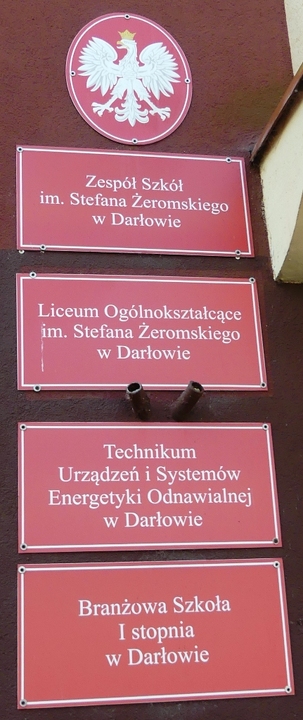 Zespół Szkół
im. Stefana Żeromskiego
w Darłowie
Liceum Ogólnokształcące
im. Stefana Żeromskiego
w Darłowie
Technikum
Urządzeń i Systemów
Energetyki Odnawialnej
w Darłowie
Branżowa Szkoła
I stopnia
w Darłowie